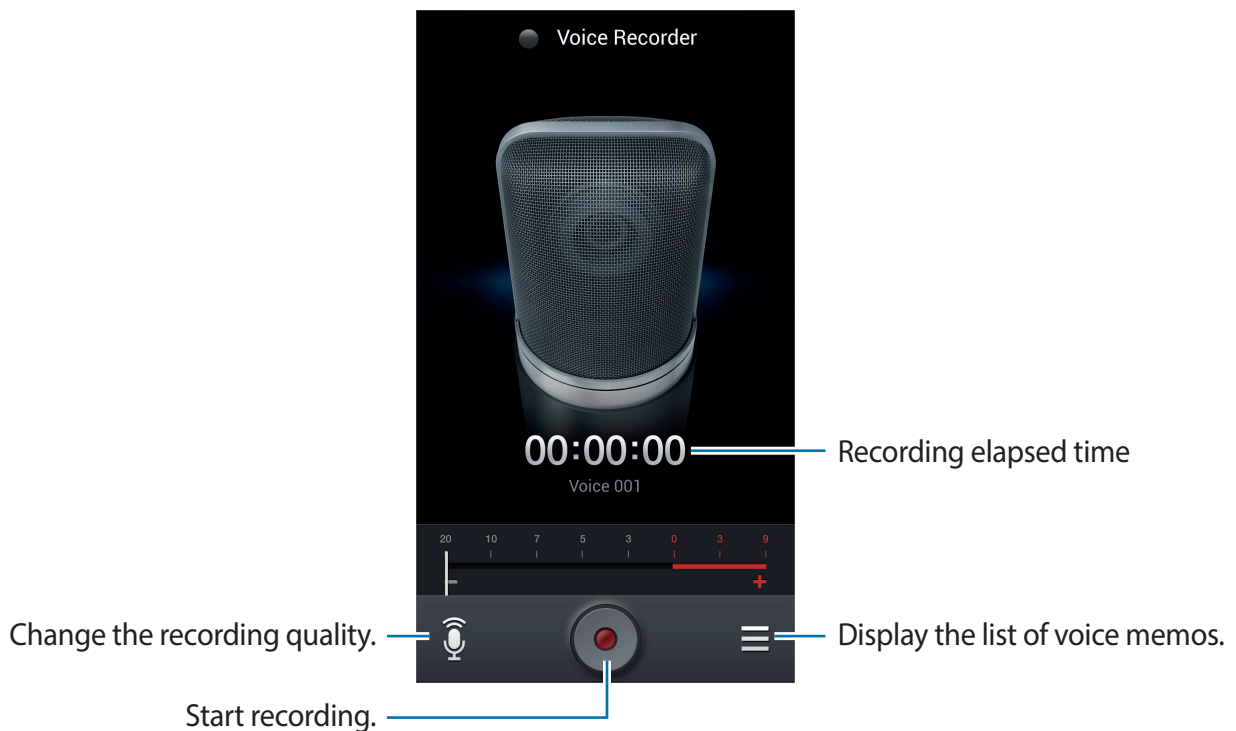 Voice Recorder
00:00:00
Recording elapsed time
Voice 001
20 10 7 5 3 0 3 9
− +
Change the recording quality.
Display the list of voice memos.
Start recording.